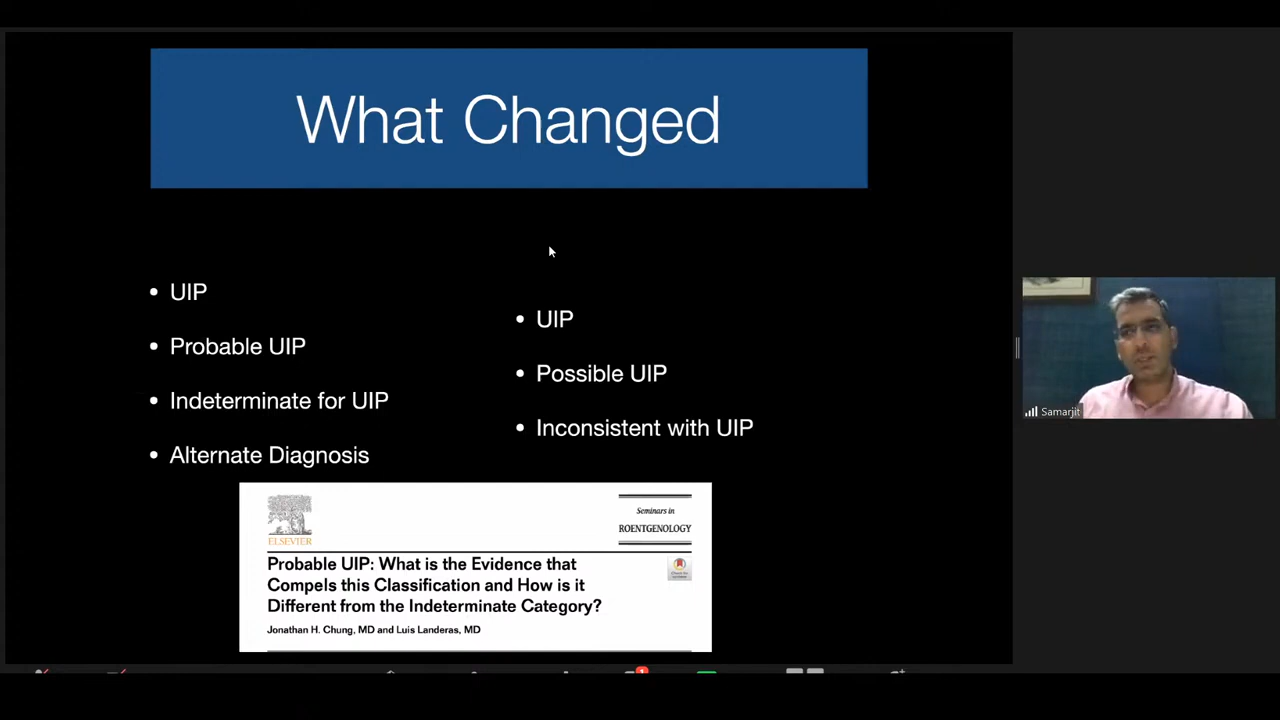 What Changed
• UIP
• Probable UIP
• Indeterminate for UIP
• Alternate Diagnosis
• UIP
• Possible UIP
• Inconsistent with UIP
ELSEVIER
Seminars in
ROENTGENOLOGY
Probable UIP: What is the Evidence that
Compels this Classification and How is it
Different from the Indeterminate Category?
Jonathan H. Chung, MD and Luis Landeras, MD
Samarjit